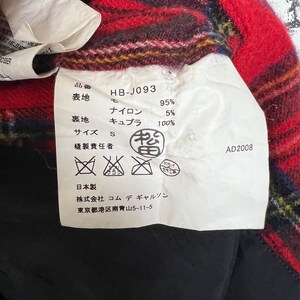 品番 HB-J093
表地 毛 95%
ナイロン 5%
裏地 キュプラ 100%
サイズ S
縫製責任者 松田
AD2008
日本製
株式会社 コム デ ギャルソン
東京都港区南青山5-11-5